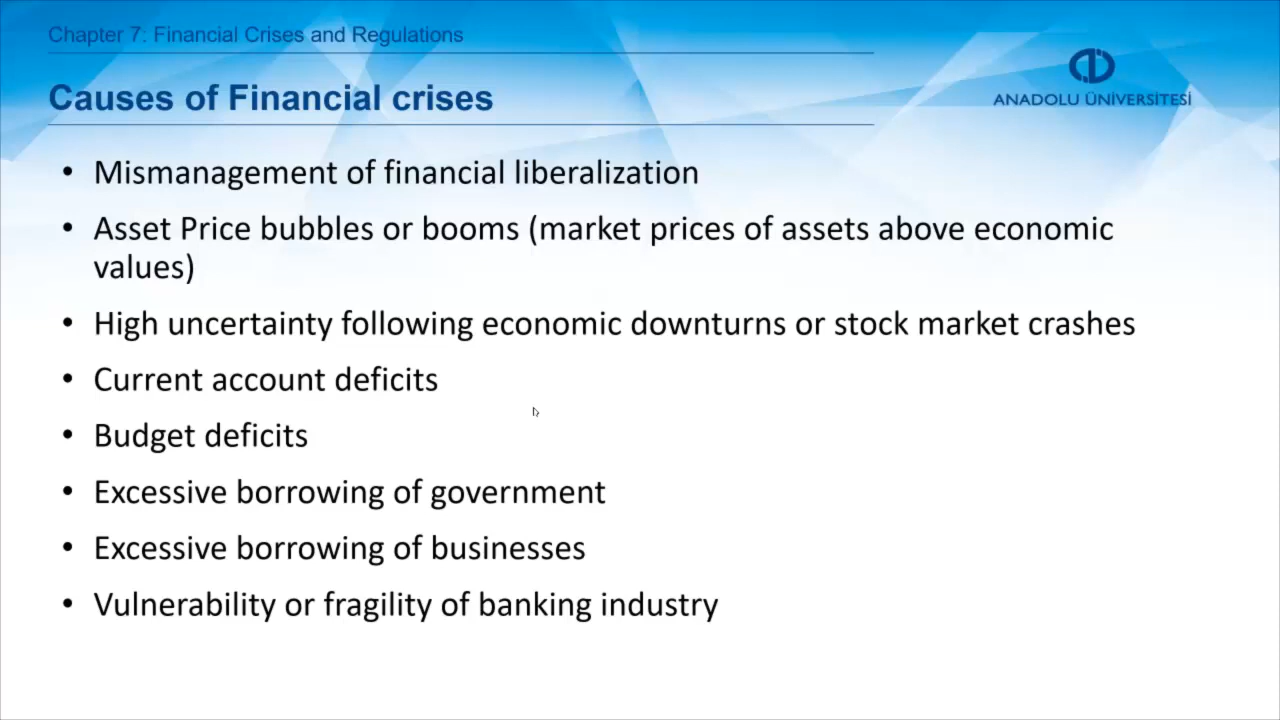 Chapter 7: Financial Crises and Regulations
Causes of Financial crises
ANADOLU ÜNİVERSİTESİ
• Mismanagement of financial liberalization
• Asset Price bubbles or booms (market prices of assets above economic
values)
• High uncertainty following economic downturns or stock market crashes
• Current account deficits
• Budget deficits
• Excessive borrowing of government
• Excessive borrowing of businesses
• Vulnerability or fragility of banking industry